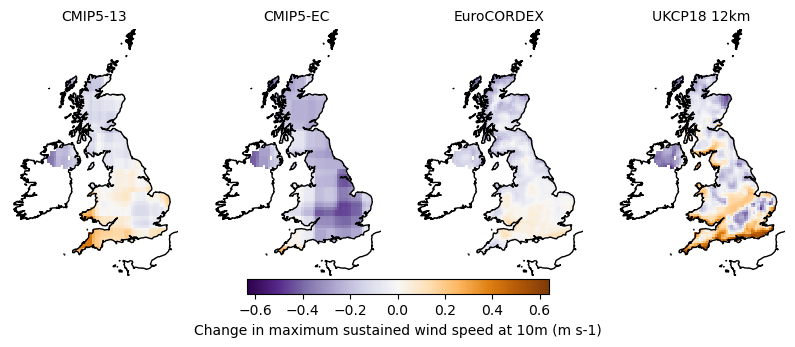 CMIP5-13 CMIP5-EC EuroCORDEX UKCP18 12km
−0.6 −0.4 −0.2 0.0 0.2 0.4 0.6
Change in maximum sustained wind speed at 10m (m s-1)